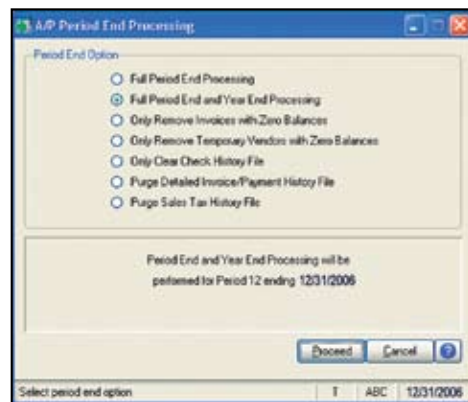 A/P Period End Processing
Period End Option
Full Period End Processing
Full Period End and Year End Processing
Only Remove Invoices with Zero Balances
Only Remove Temporary Vendors with Zero Balances
Only Clear Check History File
Purge Detailed Invoice/Payment History File
Purge Sales Tax History File
Period End and Year End Processing will be
performed for Period 12 ending 12/31/2006
Proceed Cancel ?
Select period end option T ABC 12/31/2006